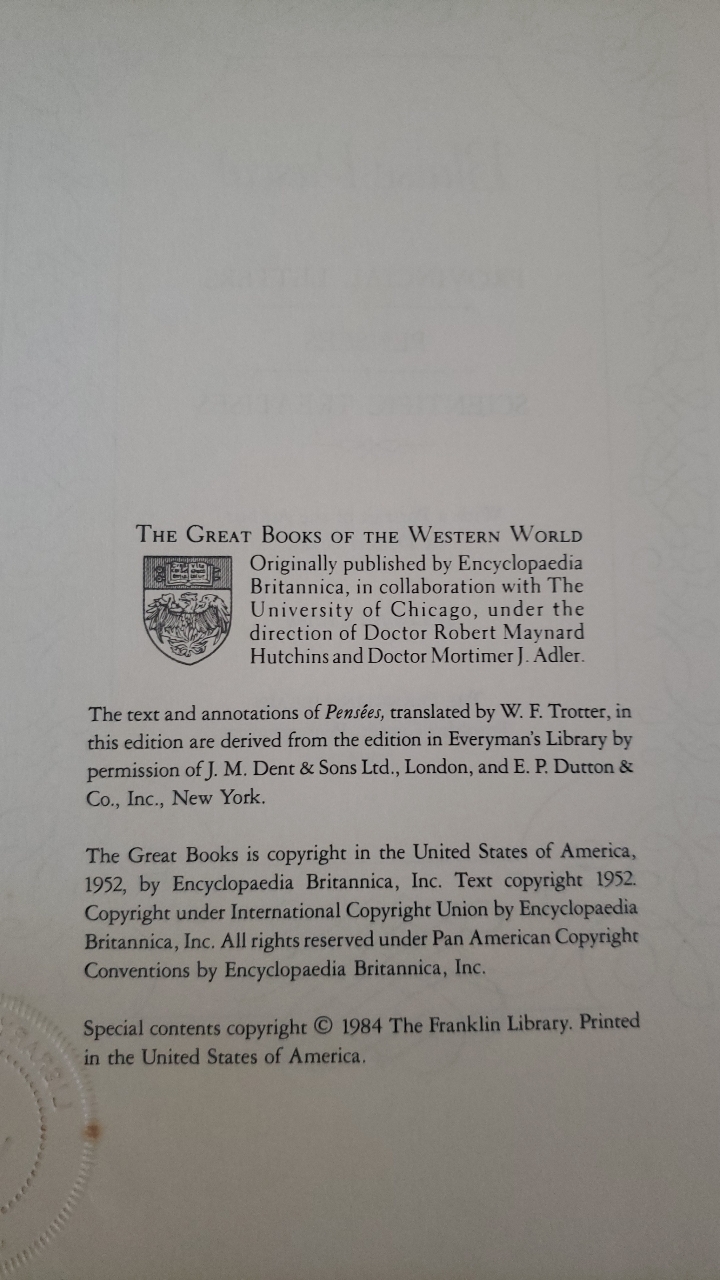 THE GREAT BOOKS OF THE WESTERN WORLD
Originally published by Encyclopaedia
Britannica, in collaboration with The
University of Chicago, under the
direction of Doctor Robert Maynard
Hutchins and Doctor Mortimer J. Adler.
The text and annotations of Pensées, translated by W. F. Trotter, in
this edition are derived from the edition in Everyman's Library by
permission of J. M. Dent & Sons Ltd., London, and E. P. Dutton &
Co., Inc., New York.
The Great Books is copyright in the United States of America,
1952, by Encyclopaedia Britannica, Inc. Text copyright 1952.
Copyright under International Copyright Union by Encyclopaedia
Britannica, Inc. All rights reserved under Pan American Copyright
Conventions by Encyclopaedia Britannica, Inc.
Special contents copyright © 1984 The Franklin Library. Printed
in the United States of America.